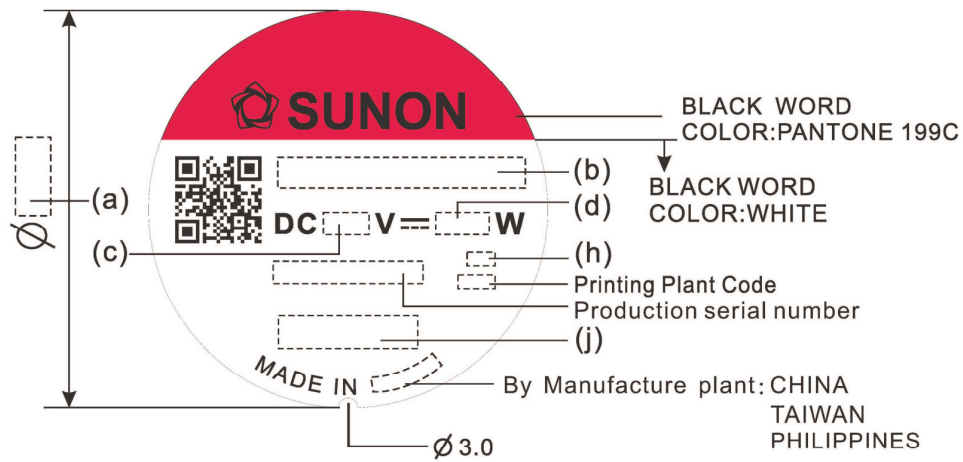 SUNON
BLACK WORD
COLOR:PANTONE 199C
BLACK WORD
COLOR:WHITE
(a)
(b)
DC V W
(d)
(c)
(h)
Printing Plant Code
Production serial number
(j)
MADE IN
By Manufacture plant: CHINA
TAIWAN
PHILIPPINES
Ø
Ø 3.0